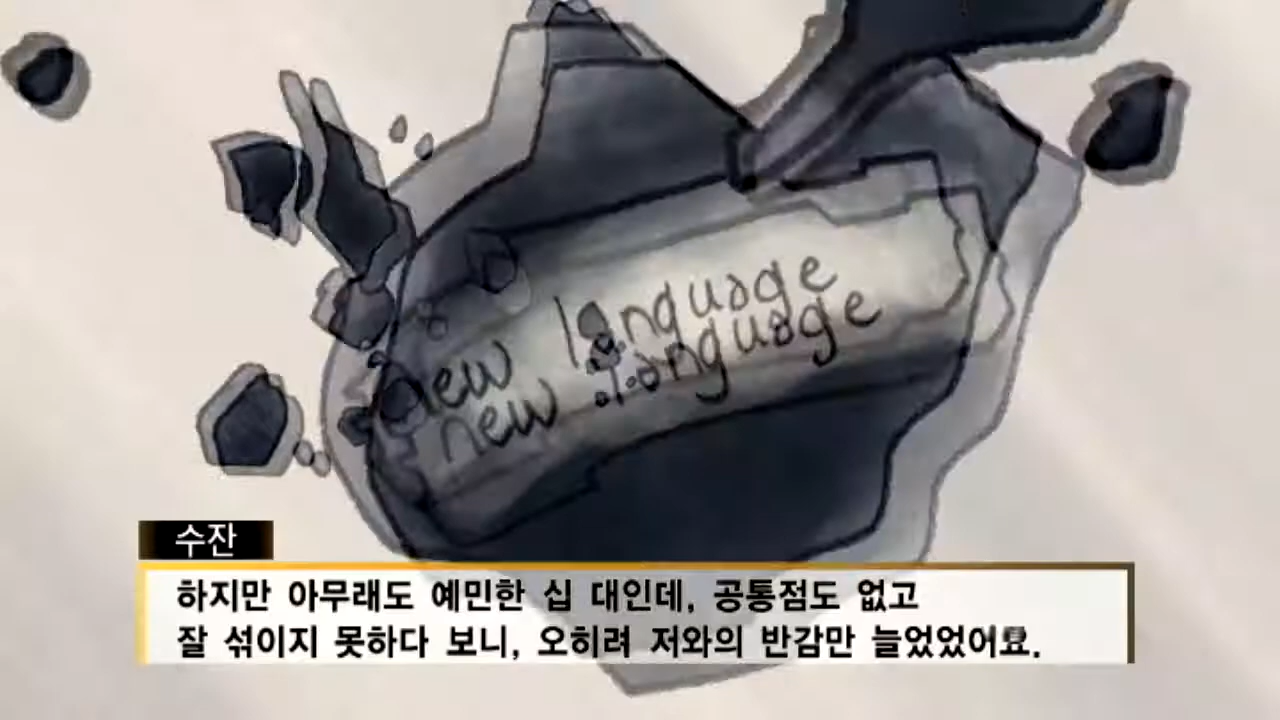 new language
new language
수잔
하지만 아무래도 예민한 십 대인데, 공통점도 없고
잘 섞이지 못하다 보니, 오히려 저와의 반감만 늘었었어요.